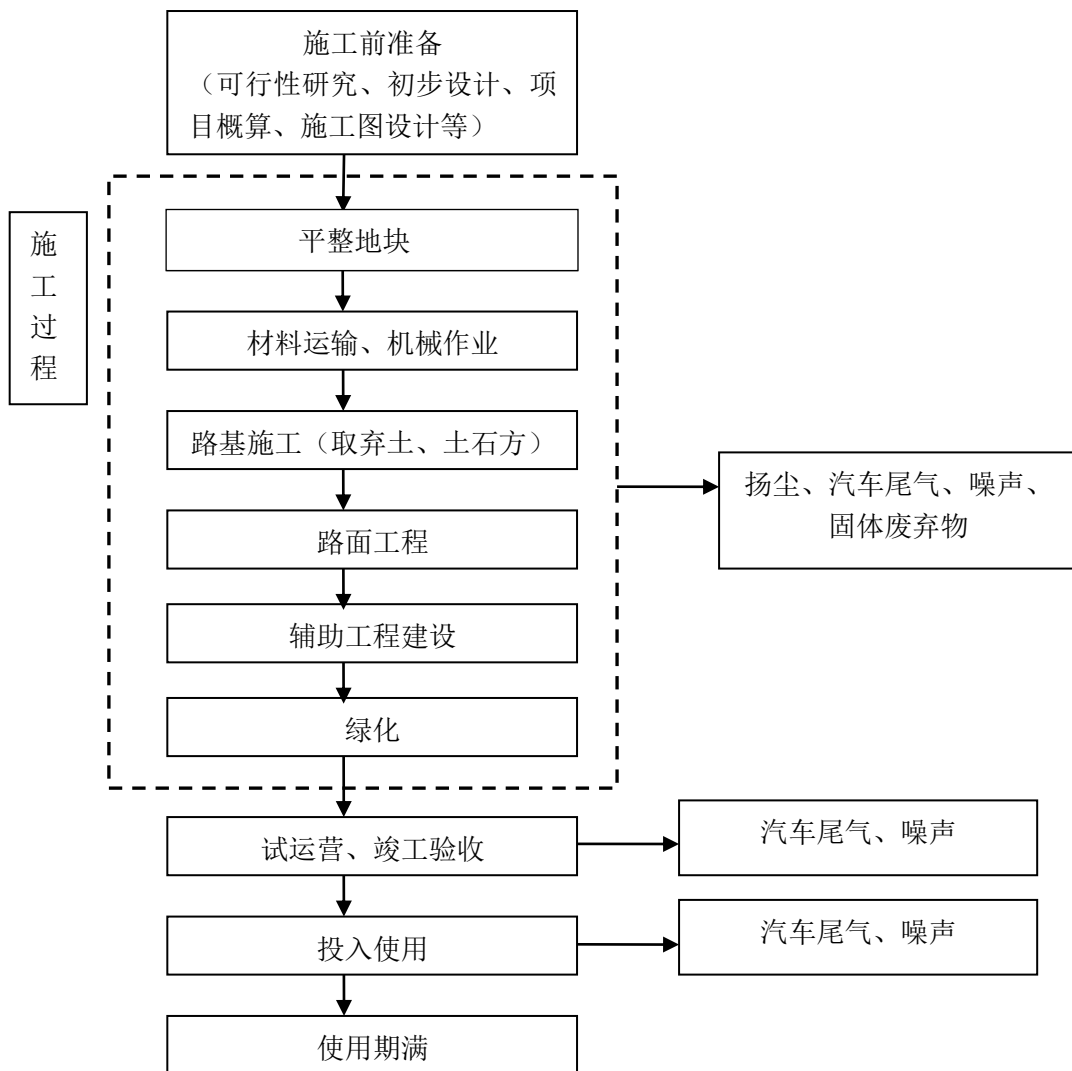 施工前准备
（可行性研究、初步设计、项
目概算、施工图设计等）
施
工
过
程
平整地块
材料运输、机械作业
路基施工（取弃土、土石方）
扬尘、汽车尾气、噪声、
固体废弃物
路面工程
辅助工程建设
绿化
试运营、竣工验收
汽车尾气、噪声
投入使用
汽车尾气、噪声
使用期满